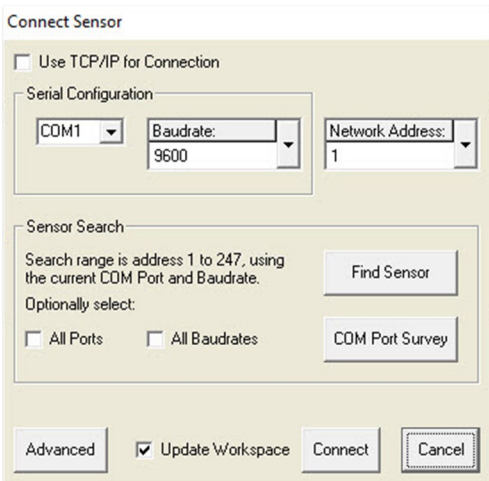 Connect Sensor
Use TCP/IP for Connection
Serial Configuration
COM1
Baudrate:
9600
Network Address:
1
Sensor Search
Search range is address 1 to 247, using
the current COM Port and Baudrate.
Find Sensor
Optionally select:
All Ports
All Baudrates
COM Port Survey
Advanced
Update Workspace
Connect
Cancel